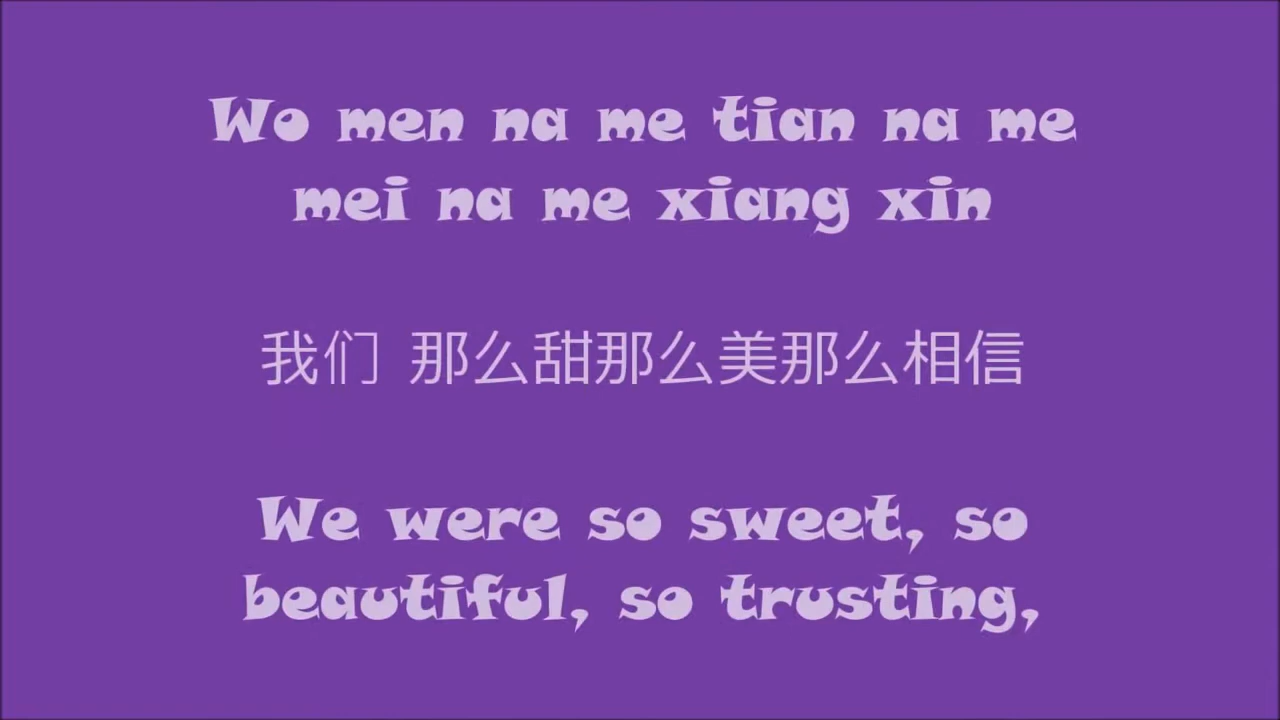 Wo men na me tian na me
mei na me xiang xin
我们 那么甜那么美那么相信
We were so sweet, so
beautiful, so trusting,